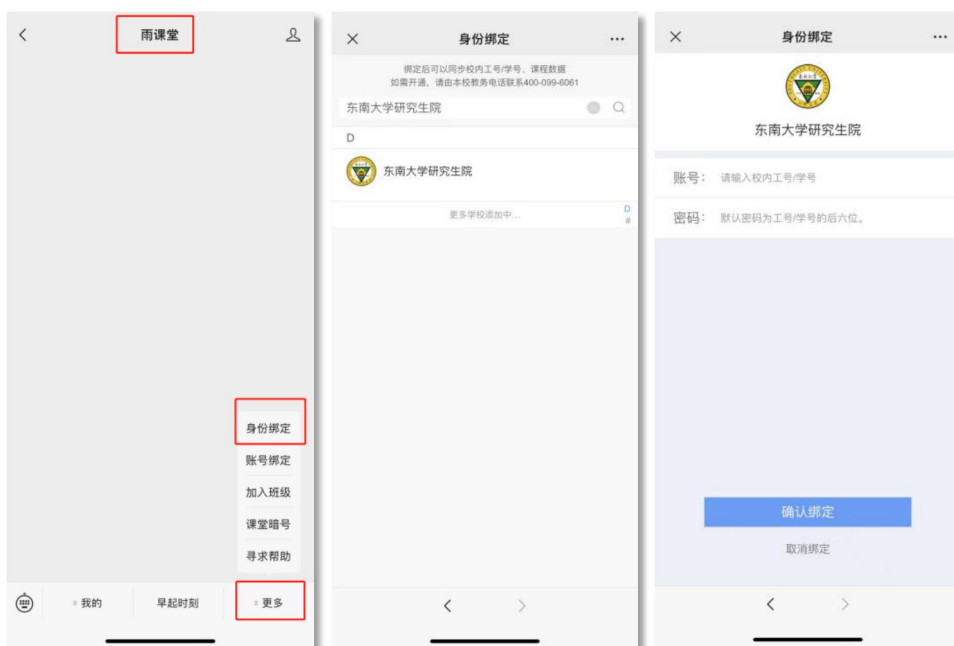 雨课堂
身份绑定
账号绑定
加入班级
课堂暗号
寻求帮助
我的
早起时刻
更多
身份绑定
绑定后可以同步校内工号/学号、课程数据
如需开通，请由本校教务电话联系400-099-6061
东南大学研究生院
D
东南大学研究生院
更多学校添加中...
D
#
身份绑定
东南大学研究生院
账号： 请输入校内工号/学号
密码： 默认密码为工号/学号的后六位。
确认绑定
取消绑定